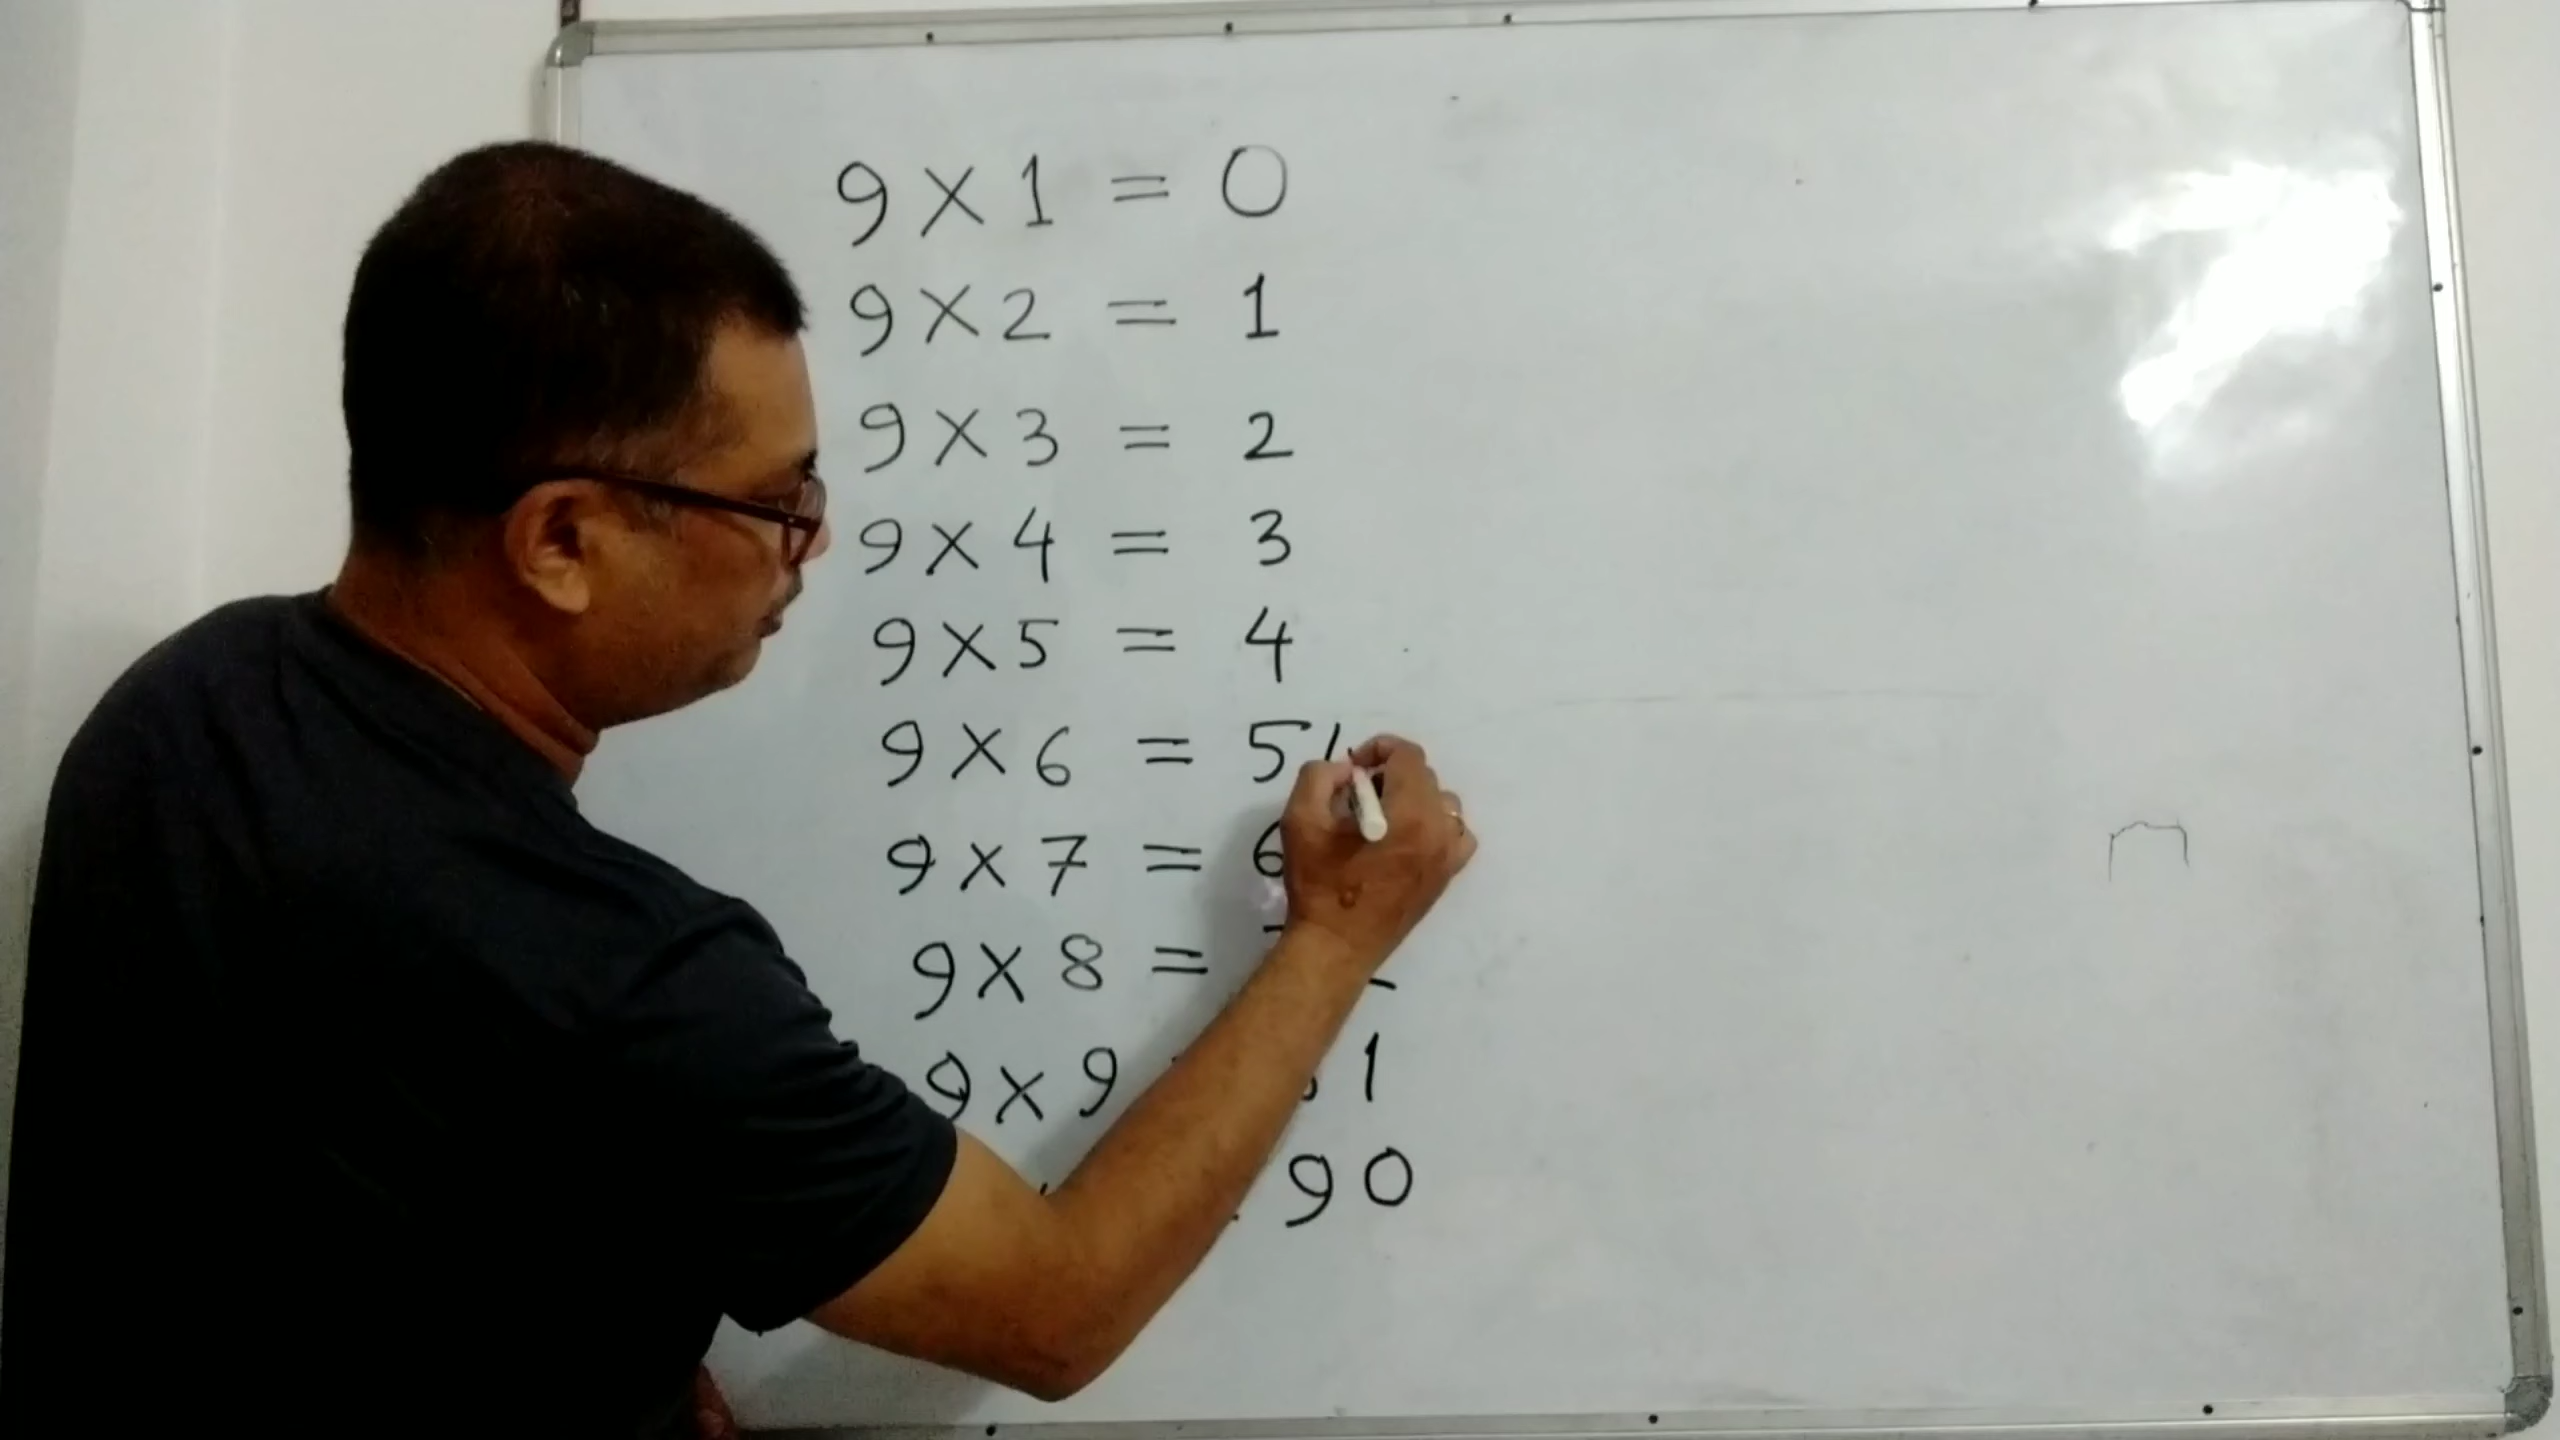 9 × 1 = 0
9 × 2 = 1
9 × 3 = 2
9 × 4 = 3
9 × 5 = 4
9 × 6 = 5
9 × 7 = 6
9 × 8 =
9 × 9 1
90